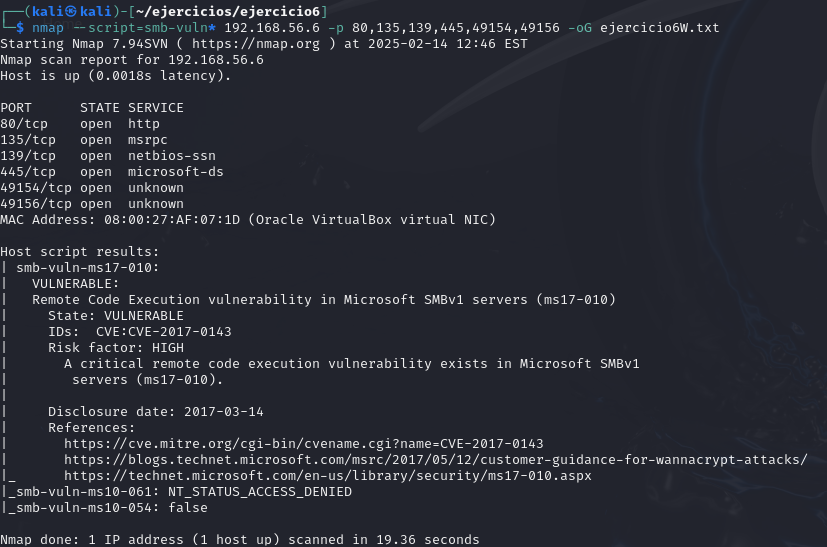 ┌──(kali㉿kali)-[~/ejercicios/ejercicio6]
└─$ nmap --script=smb-vuln* 192.168.56.6 -p 80,135,139,445,49154,49156 -oG ejercicio6W.txt
Starting Nmap 7.94SVN ( https://nmap.org ) at 2025-02-14 12:46 EST
Nmap scan report for 192.168.56.6
Host is up (0.0018s latency).

PORT      STATE SERVICE
80/tcp    open  http
135/tcp   open  msrpc
139/tcp   open  netbios-ssn
445/tcp   open  microsoft-ds
49154/tcp open  unknown
49156/tcp open  unknown
MAC Address: 08:00:27:AF:07:1D (Oracle VirtualBox virtual NIC)

Host script results:
| smb-vuln-ms17-010:
|   VULNERABLE:
|   Remote Code Execution vulnerability in Microsoft SMBv1 servers (ms17-010)
|     State: VULNERABLE
|     IDs:  CVE:CVE-2017-0143
|     Risk factor: HIGH
|       A critical remote code execution vulnerability exists in Microsoft SMBv1
|        servers (ms17-010).
|
|     Disclosure date: 2017-03-14
|     References:
|       https://cve.mitre.org/cgi-bin/cvename.cgi?name=CVE-2017-0143
|       https://blogs.technet.microsoft.com/msrc/2017/05/12/customer-guidance-for-wannacrypt-attacks/
|_      https://technet.microsoft.com/en-us/library/security/ms17-010.aspx
|_smb-vuln-ms10-061: NT_STATUS_ACCESS_DENIED
|_smb-vuln-ms10-054: false

Nmap done: 1 IP address (1 host up) scanned in 19.36 seconds